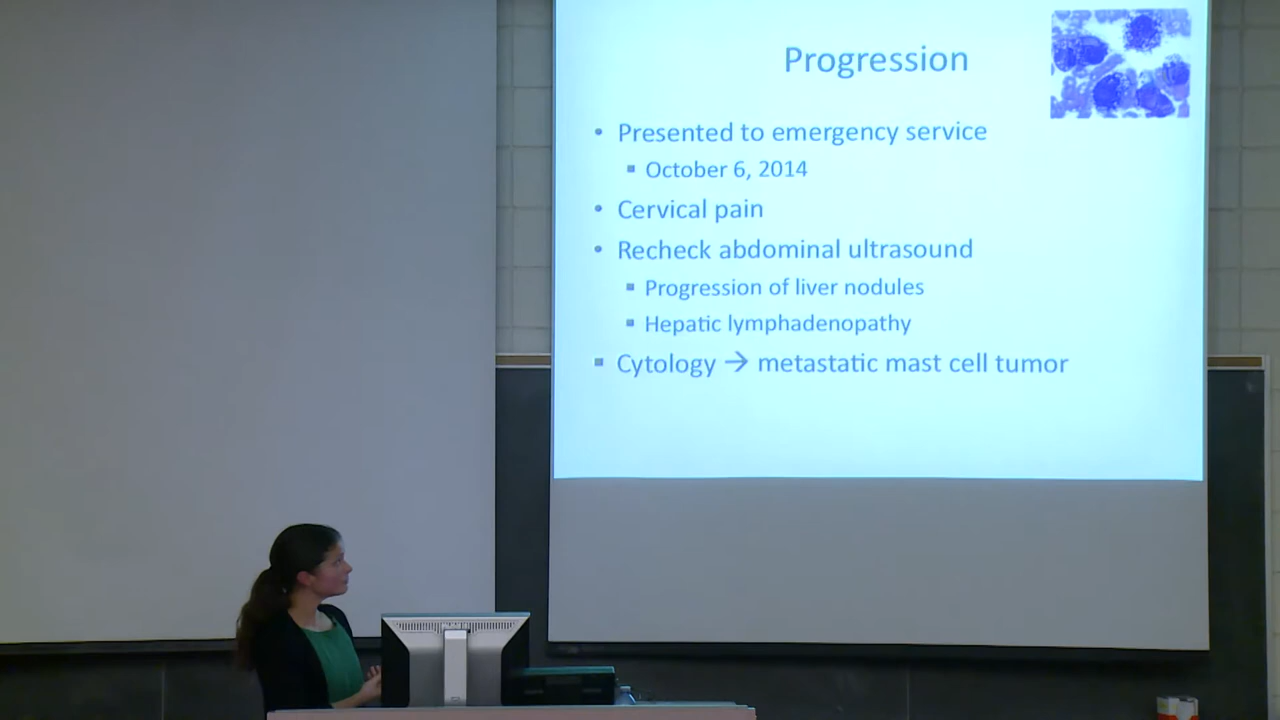 Progression
• Presented to emergency service
▪ October 6, 2014
• Cervical pain
• Recheck abdominal ultrasound
▪ Progression of liver nodules
▪ Hepatic lymphadenopathy
▪ Cytology → metastatic mast cell tumor